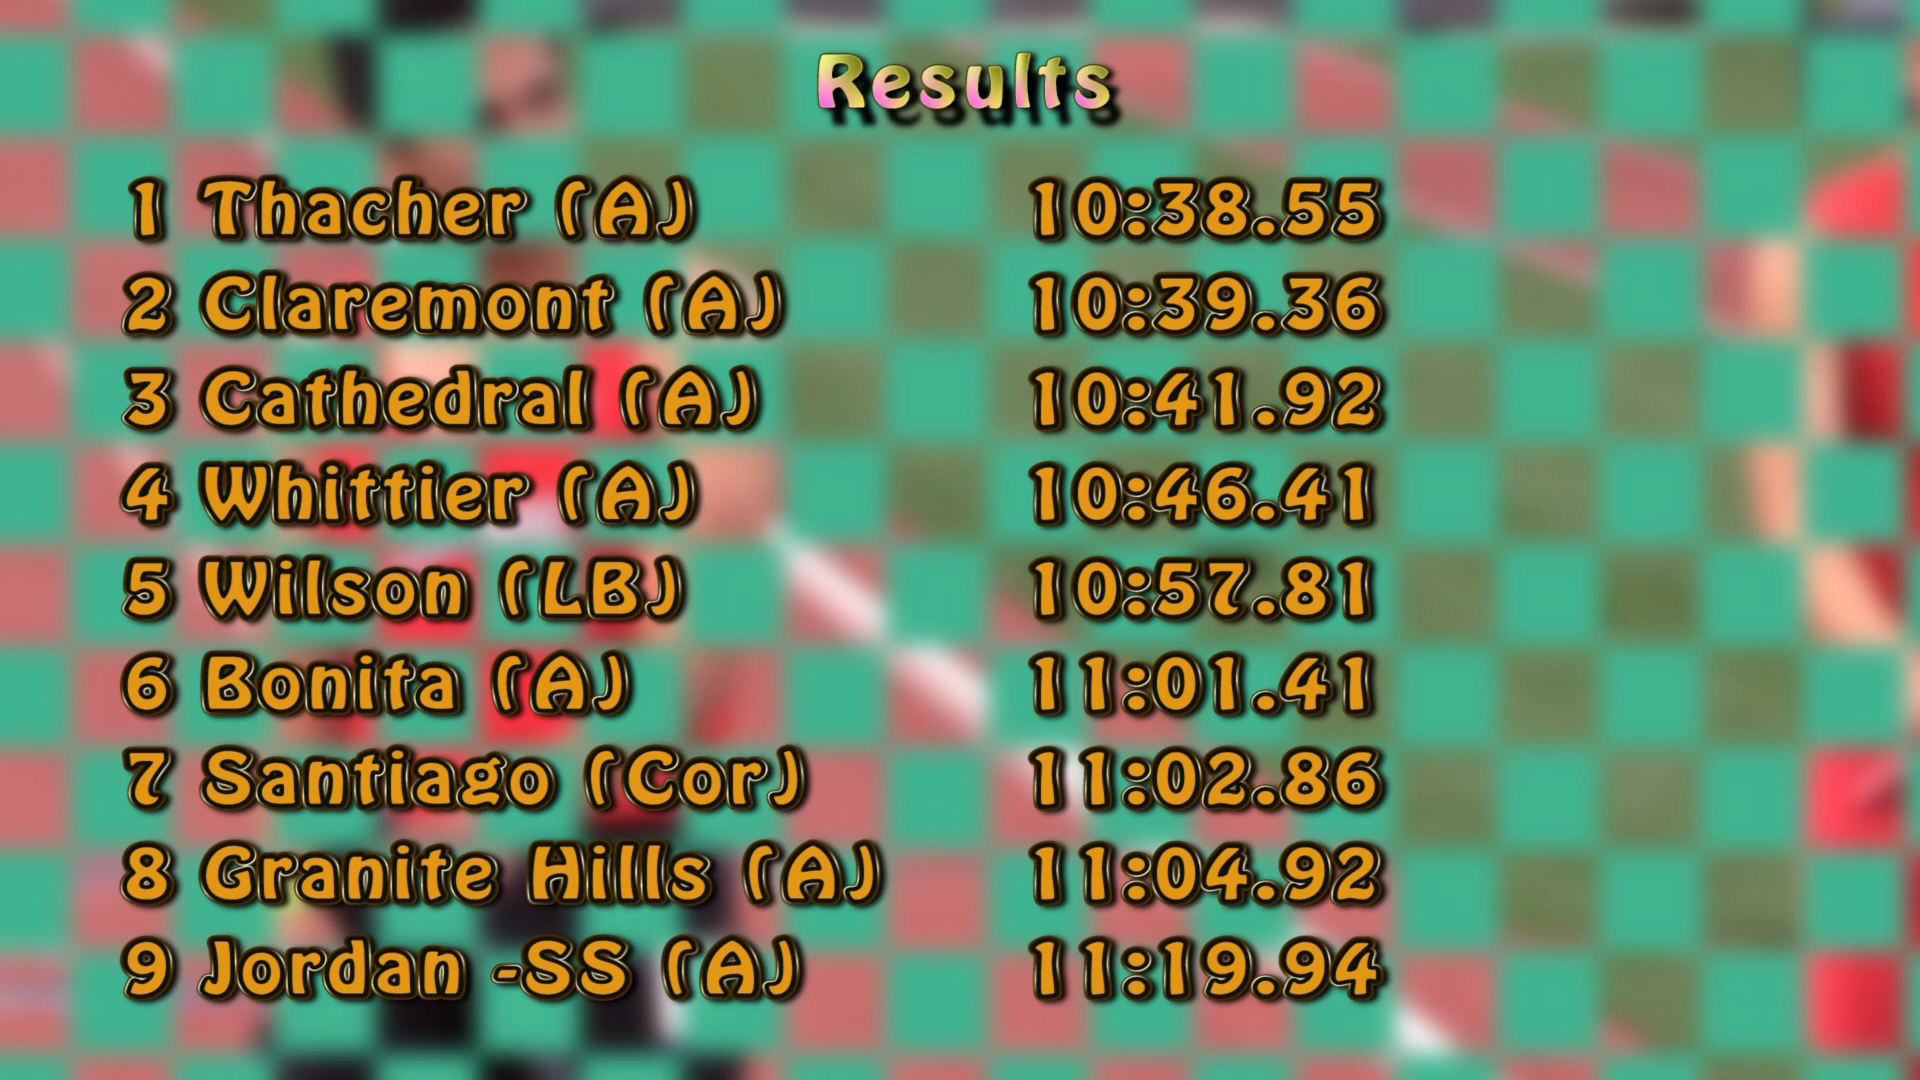 Results
1 Thacher (A) 10:38.55
2 Claremont (A) 10:39.36
3 Cathedral (A) 10:41.92
4 Whittier (A) 10:46.41
5 Wilson (LB) 10:57.81
6 Bonita (A) 11:01.41
7 Santiago (Cor) 11:02.86
8 Granite Hills (A) 11:04.92
9 Jordan -SS (A) 11:19.94